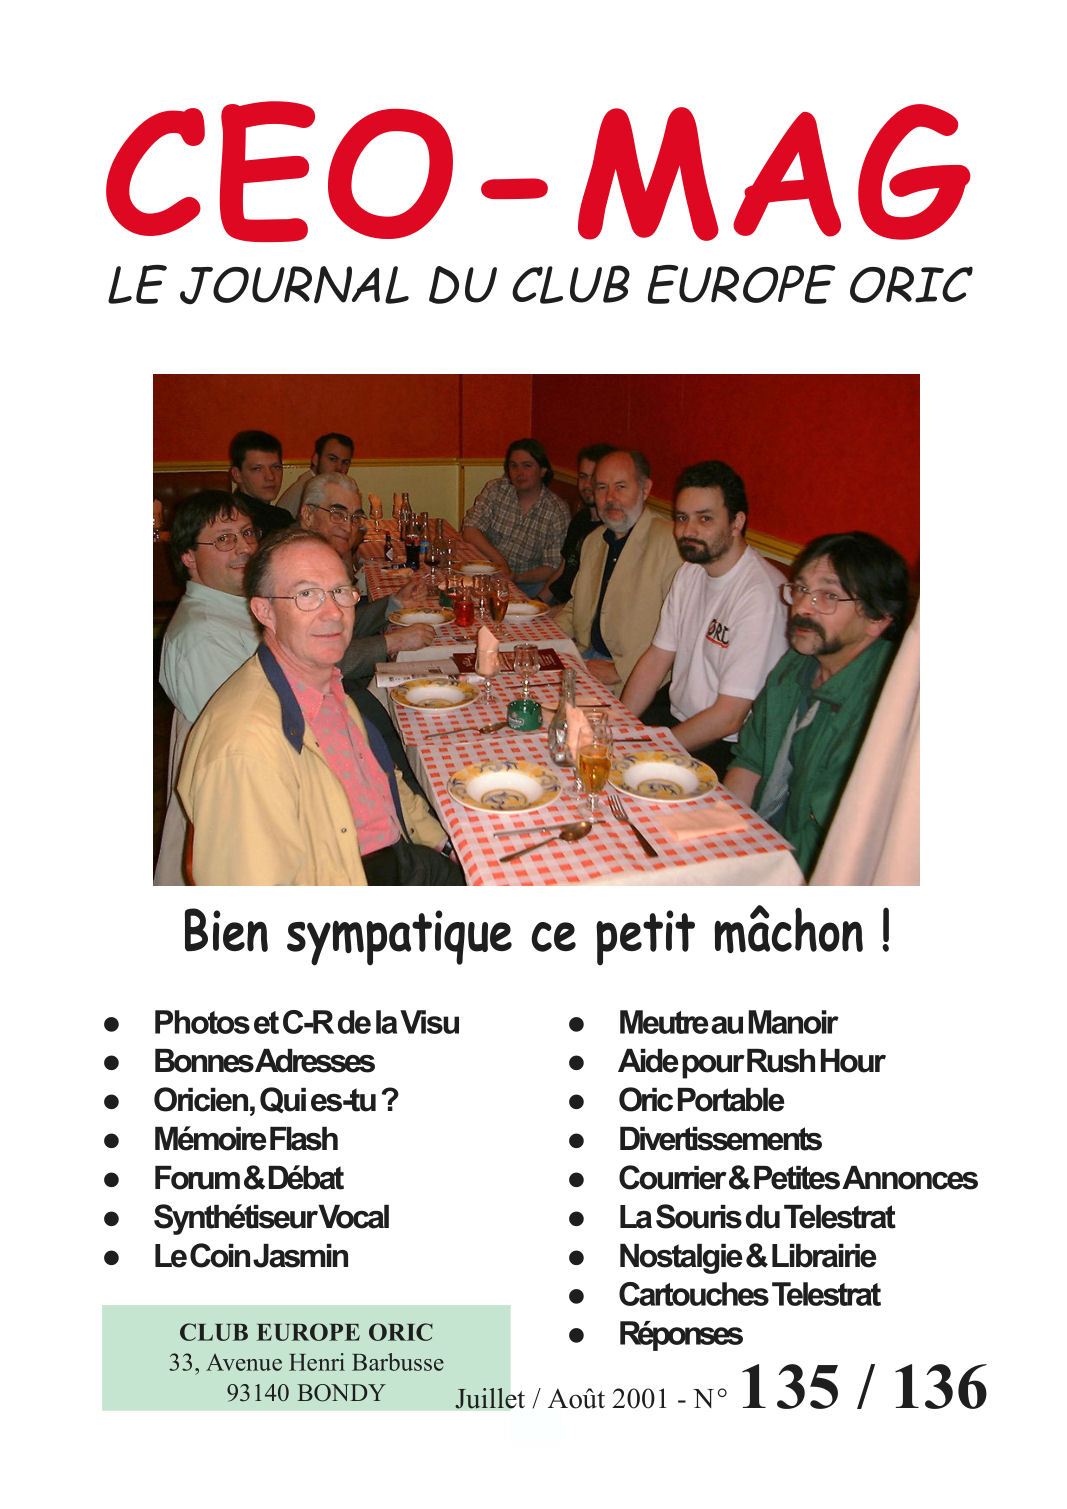 CEO-MAG
LE JOURNAL DU CLUB EUROPE ORIC
ORIC
Bien sympatique ce petit mâchon !
● Photos et C-R de la Visu
● Bonnes Adresses
● Oricien, Qui es-tu ?
● Mémoire Flash
● Forum & Débat
● Synthétiseur Vocal
● Le Coin Jasmin
● Meutre au Manoir
● Aide pour Rush Hour
● Oric Portable
● Divertissements
● Courrier & Petites Annonces
● La Souris du Telestrat
● Nostalgie & Librairie
● Cartouches Telestrat
● Réponses
CLUB EUROPE ORIC
33, Avenue Henri Barbusse
93140 BONDY
Juillet / Août 2001 - N° 135 / 136